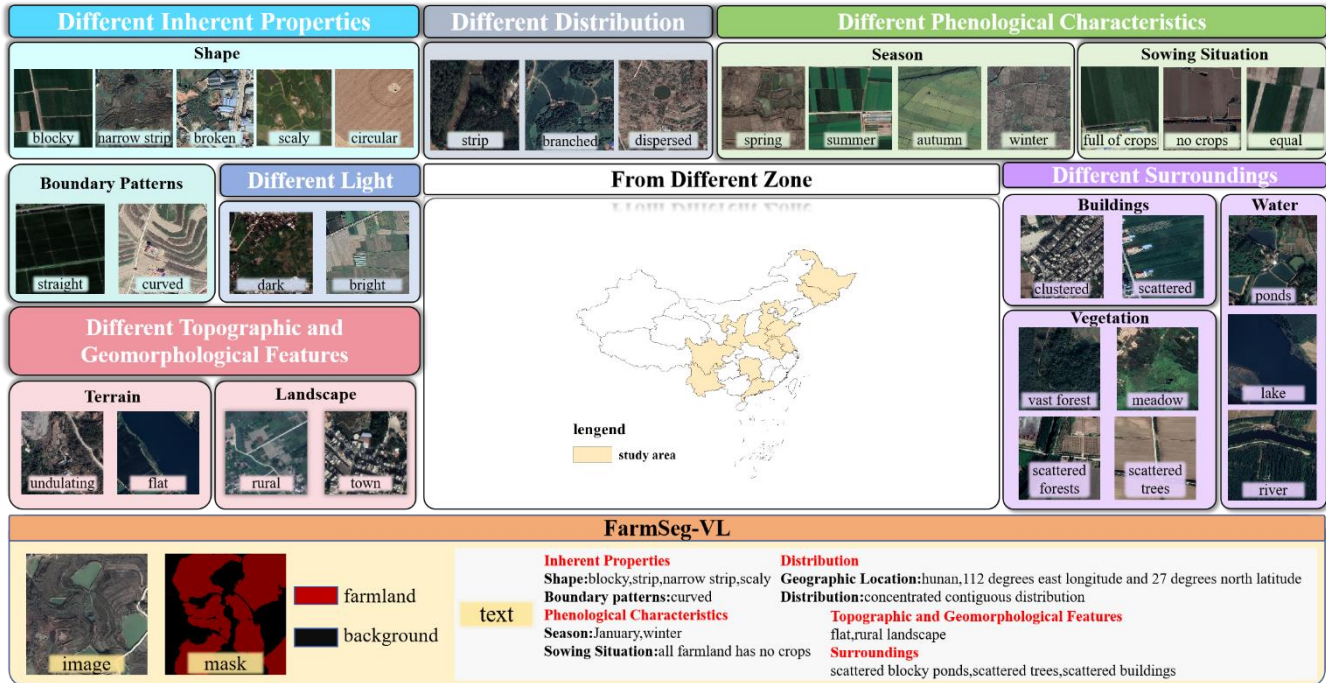 Different Inherent Properties
Shape
blocky
narrow strip
broken
scaly
circular
Different Distribution
strip
branched
dispersed
Different Phenological Characteristics
Season
spring
summer
autumn
winter
Sowing Situation
full of crops
no crops
equal
Boundary Patterns
straight
curved
Different Light
dark
bright
From Different Zone
lengend
study area
Different Surroundings
Buildings
clustered
scattered
Water
ponds
lake
river
Vegetation
vast forest
meadow
scattered
forests
scattered
trees
Different Topographic and
Geomorphological Features
Terrain
undulating
flat
Landscape
rural
town
FarmSeg-VL
image
mask
farmland
background
text
Inherent Properties
Shape:blocky,strip,narrow strip,scaly
Boundary patterns:curved
Phenological Characteristics
Season:January,winter
Sowing Situation:all farmland has no crops
Distribution
Geographic Location:hunan,112 degrees east longitude and 27 degrees north latitude
Distribution:concentrated contiguous distribution
Topographic and Geomorphological Features
flat,rural landscape
Surroundings
scattered blocky ponds,scattered trees,scattered buildings